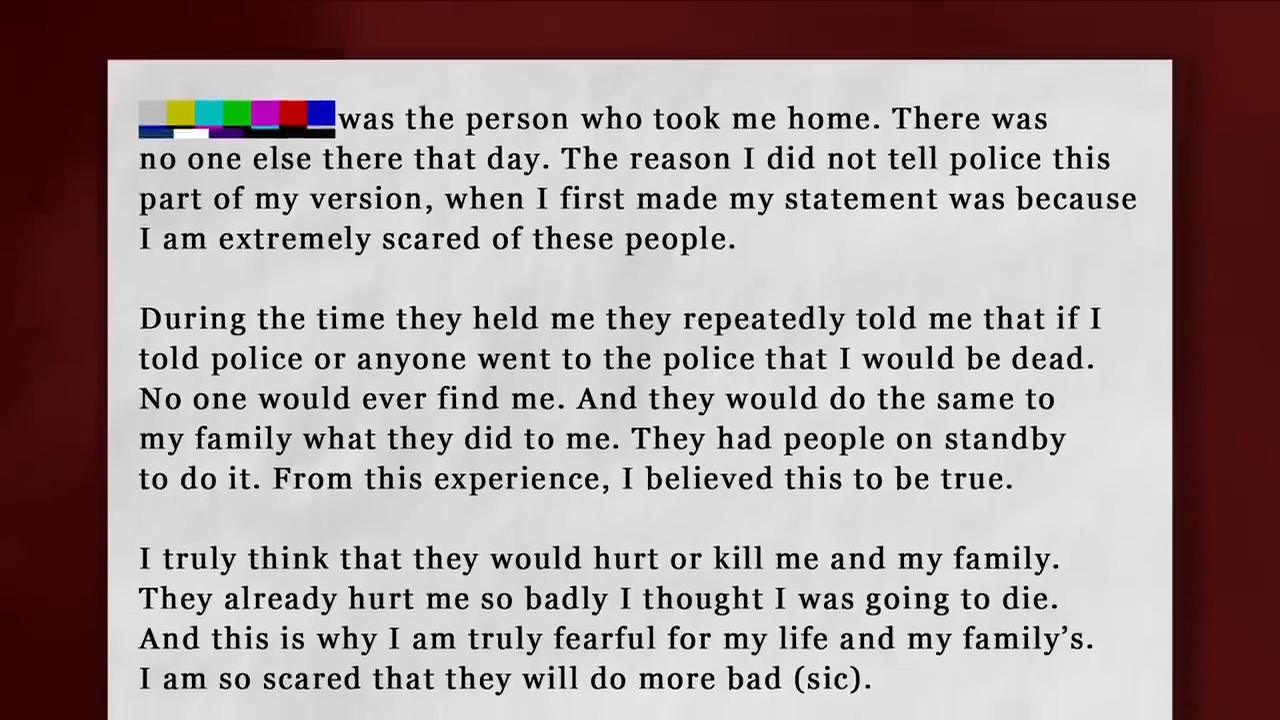 was the person who took me home. There was
no one else there that day. The reason I did not tell police this
part of my version, when I first made my statement was because
I am extremely scared of these people.
During the time they held me they repeatedly told me that if I
told police or anyone went to the police that I would be dead.
No one would ever find me. And they would do the same to
my family what they did to me. They had people on standby
to do it. From this experience, I believed this to be true.
I truly think that they would hurt or kill me and my family.
They already hurt me so badly I thought I was going to die.
And this is why I am truly fearful for my life and my family’s.
I am so scared that they will do more bad (sic).